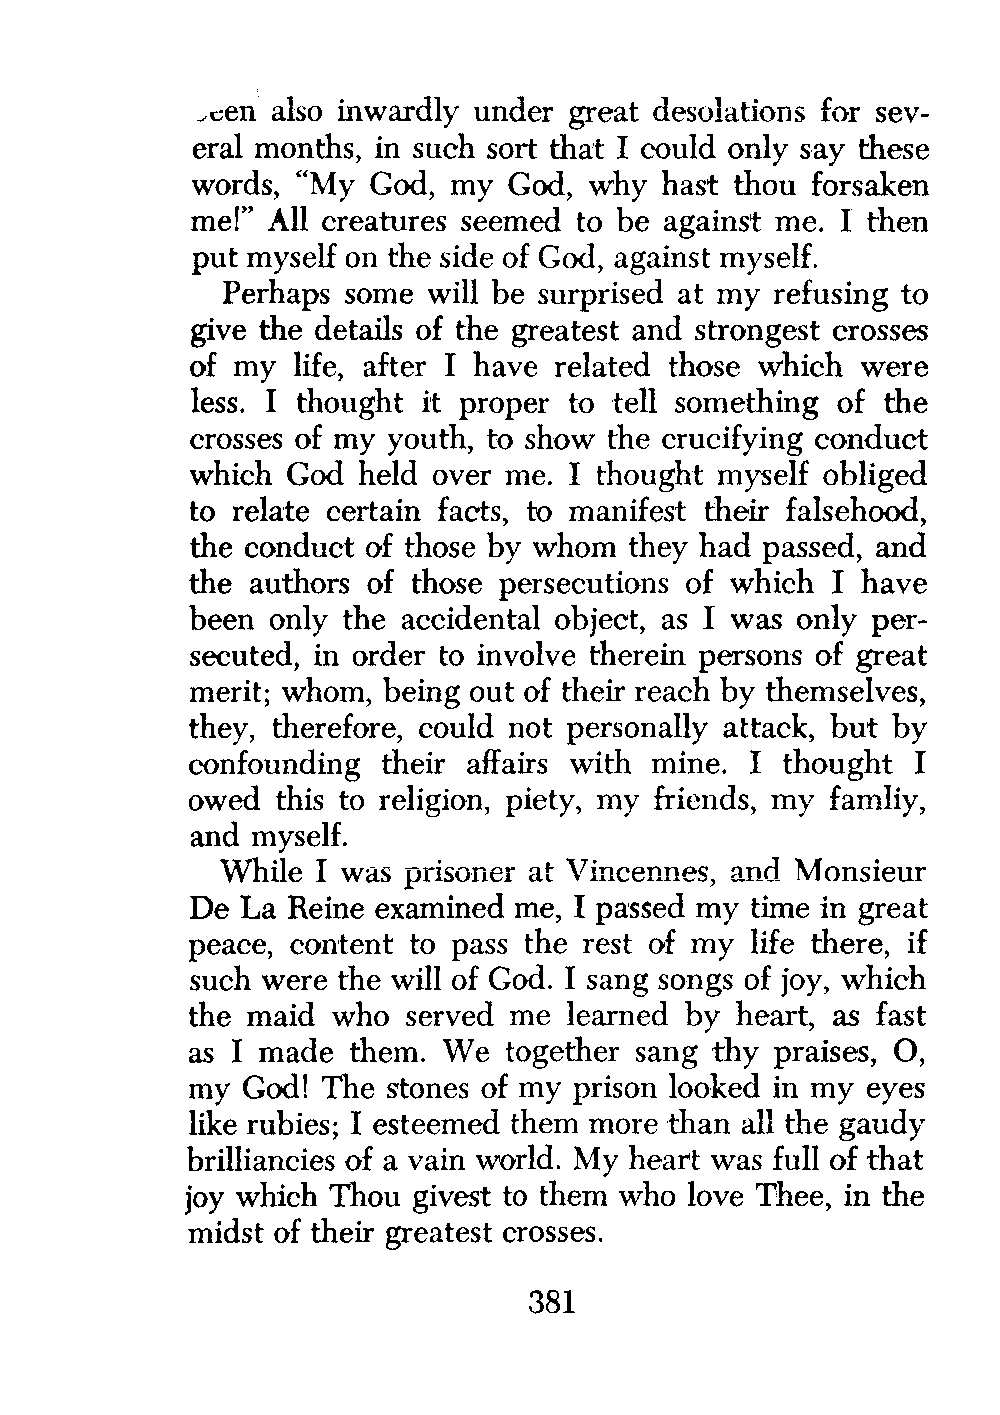 been also inwardly under great desolations for sev-
eral months, in such sort that I could only say these
words, “My God, my God, why hast thou forsaken
me!” All creatures seemed to be against me. I then
put myself on the side of God, against myself.
Perhaps some will be surprised at my refusing to
give the details of the greatest and strongest crosses
of my life, after I have related those which were
less. I thought it proper to tell something of the
crosses of my youth, to show the crucifying conduct
which God held over me. I thought myself obliged
to relate certain facts, to manifest their falsehood,
the conduct of those by whom they had passed, and
the authors of those persecutions of which I have
been only the accidental object, as I was only per-
secuted, in order to involve therein persons of great
merit; whom, being out of their reach by themselves,
they, therefore, could not personally attack, but by
confounding their affairs with mine. I thought I
owed this to religion, piety, my friends, my famliy,
and myself.
While I was prisoner at Vincennes, and Monsieur
De La Reine examined me, I passed my time in great
peace, content to pass the rest of my life there, if
such were the will of God. I sang songs of joy, which
the maid who served me learned by heart, as fast
as I made them. We together sang thy praises, O,
my God! The stones of my prison looked in my eyes
like rubies; I esteemed them more than all the gaudy
brilliancies of a vain world. My heart was full of that
joy which Thou givest to them who love Thee, in the
midst of their greatest crosses.
381